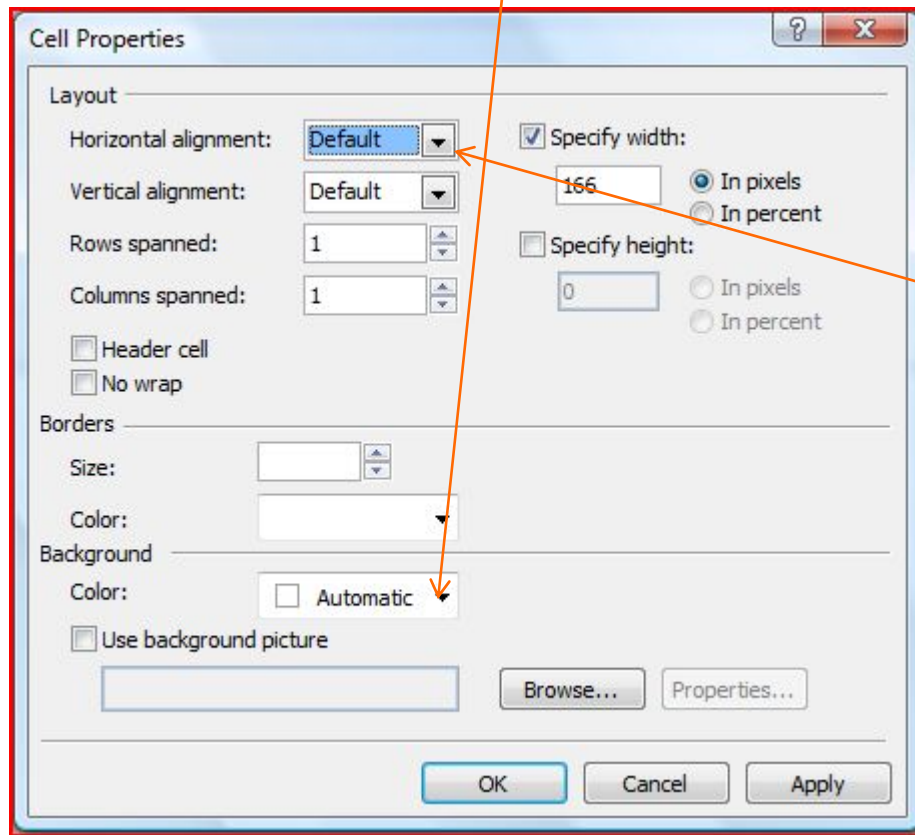 Cell Properties
Layout
Horizontal alignment: Default
Specify width:
Vertical alignment: Default
166
In pixels
In percent
Rows spanned: 1
Specify height:
Columns spanned: 1
0
In pixels
In percent
Header cell
No wrap
Borders
Size:
Color:
Background
Color: Automatic
Use background picture
Browse... Properties...
OK Cancel Apply